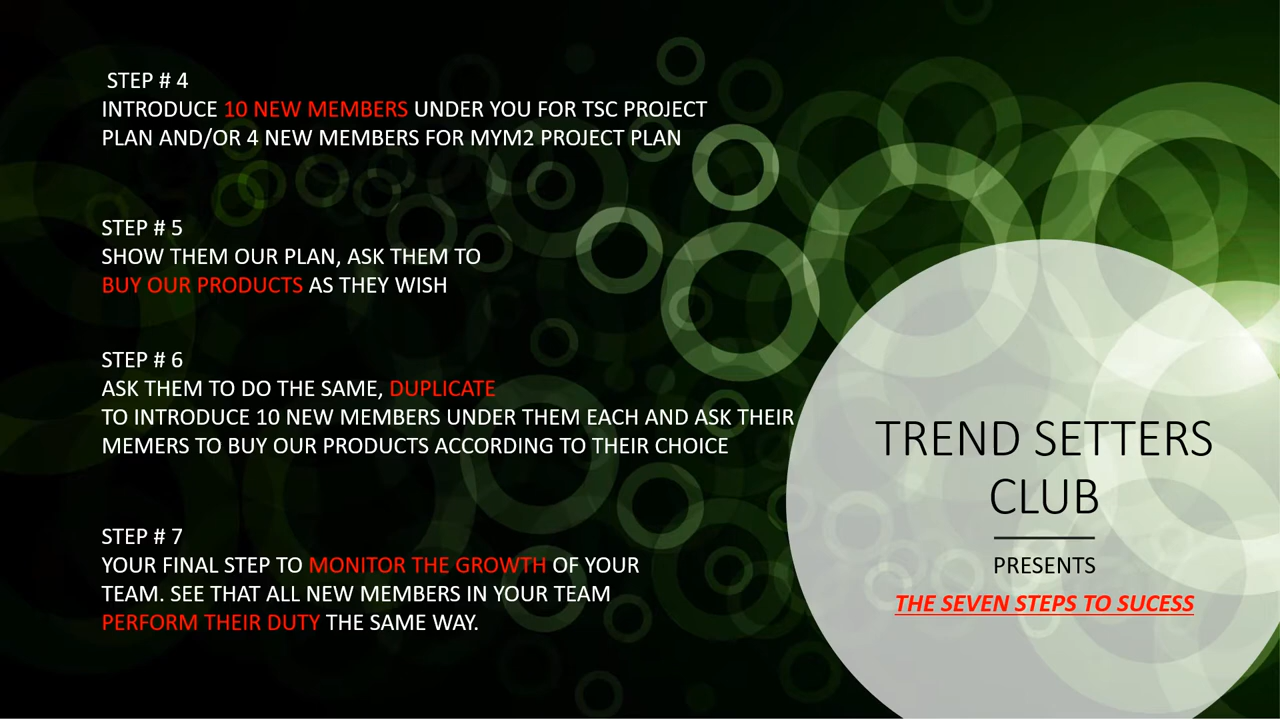 STEP # 4
INTRODUCE 10 NEW MEMBERS UNDER YOU FOR TSC PROJECT
PLAN AND/OR 4 NEW MEMBERS FOR MYM2 PROJECT PLAN
STEP # 5
SHOW THEM OUR PLAN, ASK THEM TO
BUY OUR PRODUCTS AS THEY WISH
STEP # 6
ASK THEM TO DO THE SAME, DUPLICATE
TO INTRODUCE 10 NEW MEMBERS UNDER THEM EACH AND ASK THEIR
MEMERS TO BUY OUR PRODUCTS ACCORDING TO THEIR CHOICE
STEP # 7
YOUR FINAL STEP TO MONITOR THE GROWTH OF YOUR
TEAM. SEE THAT ALL NEW MEMBERS IN YOUR TEAM
PERFORM THEIR DUTY THE SAME WAY.
TREND SETTERS
CLUB
PRESENTS
THE SEVEN STEPS TO SUCESS